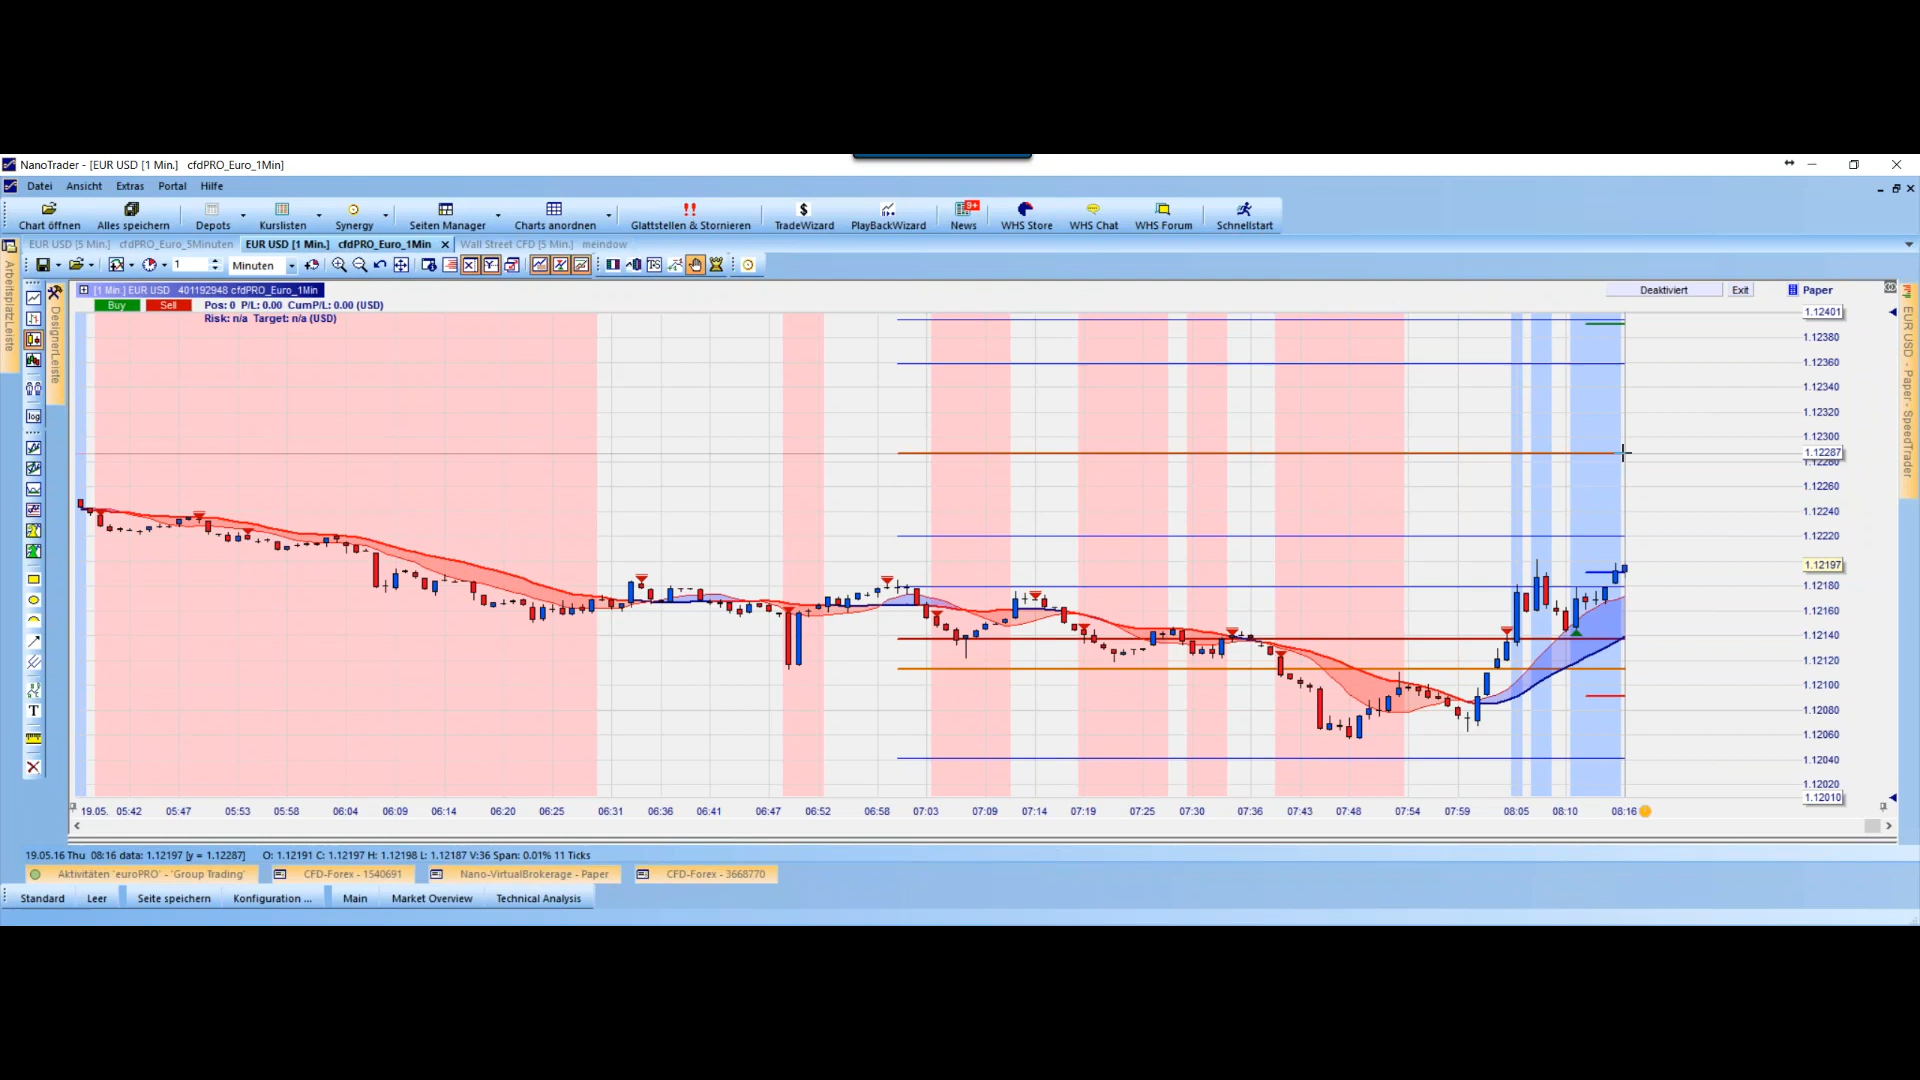 NanoTrader - [EUR USD [1 Min.]   cfdPRO_Euro_1Min]
Datei Ansicht Extras Portal Hilfe
9+
Chart öffnen Alles speichern Depots Kurslisten Synergy Seiten Manager Charts anordnen Glattstellen & Stornieren TradeWizard PlayBackWizard News WHS Store WHS Chat WHS Forum Schnellstart
EUR USD [5 Min.] cfdPRO_Euro_5Minuten EUR USD [1 Min.] cfdPRO_Euro_1Min Wall Street CFD [5 Min.] meindow
1 Minuten
ArbeitsplatzLeiste
DesignerLeiste
log
T
[1 Min.] EUR USD 401192948 cfdPRO_Euro_1Min Deaktiviert Exit Paper
Buy Sell Pos: 0 P/L: 0.00 CumP/L: 0.00 (USD)
Risk: n/a Target: n/a (USD)
EUR USD - Paper - SpeedTrader
1.12401
1.12380
1.12360
1.12340
1.12320
1.12300
1.12287
1.12280
1.12260
1.12240
1.12220
1.12197
1.12180
1.12160
1.12140
1.12120
1.12100
1.12080
1.12060
1.12040
1.12020
1.12010
19.05. 05:42 05:47 05:53 05:58 06:04 06:09 06:14 06:20 06:25 06:31 06:36 06:41 06:47 06:52 06:58 07:03 07:09 07:14 07:19 07:25 07:30 07:36 07:43 07:48 07:54 07:59 08:05 08:10 08:16
19.05.16 Thu 08:16 data: 1.12197 [y = 1.12287] O: 1.12191 C: 1.12197 H: 1.12198 L: 1.12187 V:36 Span: 0.01% 11 Ticks
Aktivitäten 'euroPRO' - 'Group Trading' CFD-Forex - 1540691 Nano-VirtualBrokerage - Paper CFD-Forex - 3668770
Standard Leer Seite speichern Konfiguration ... Main Market Overview Technical Analysis